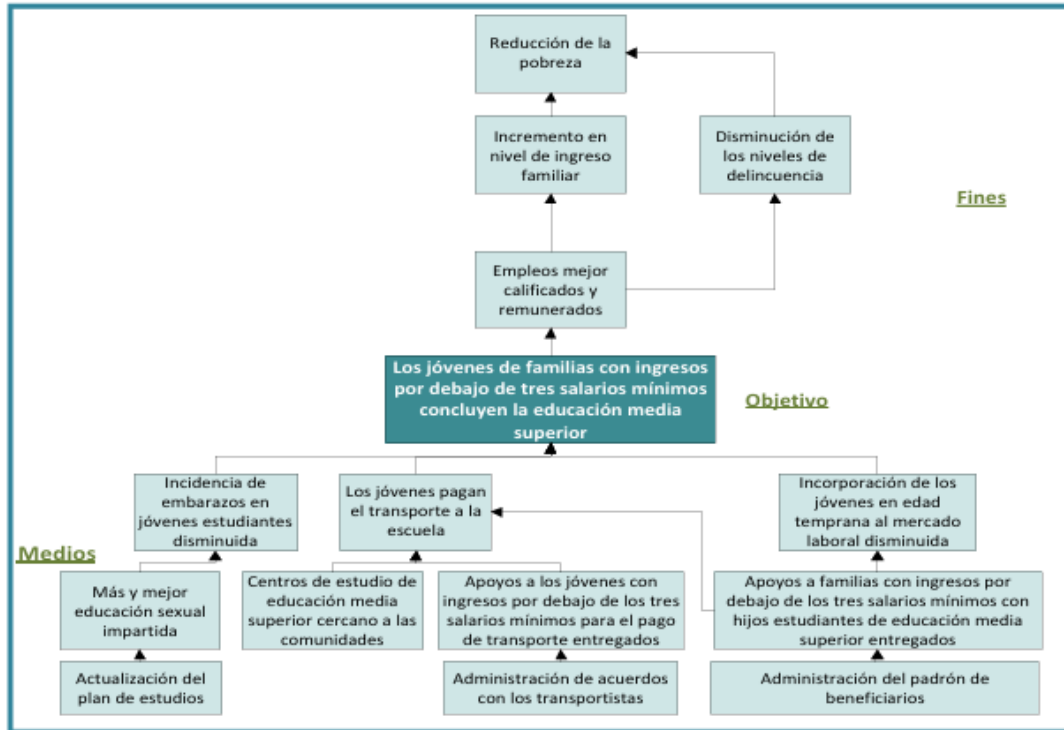 Reducción de la
pobreza
Incremento en
nivel de ingreso
familiar
Disminución de
los niveles de
delincuencia
Fines
Empleos mejor
calificados y
remunerados
Los jóvenes de familias con ingresos
por debajo de tres salarios mínimos
concluyen la educación media
superior
Objetivo
Incidencia de
embarazos en
jóvenes estudiantes
disminuida
Los jóvenes pagan
el transporte a la
escuela
Incorporación de los
jóvenes en edad
temprana al mercado
laboral disminuida
Medios
Más y mejor
educación sexual
impartida
Centros de estudio de
educación media
superior cercano a las
comunidades
Apoyos a los jóvenes con
ingresos por debajo de los tres
salarios mínimos para el pago
de transporte entregados
Apoyos a familias con ingresos por
debajo de los tres salarios mínimos con
hijos estudiantes de educación media
superior entregados
Actualización del
plan de estudios
Administración de acuerdos
con los transportistas
Administración del padrón de
beneficiarios